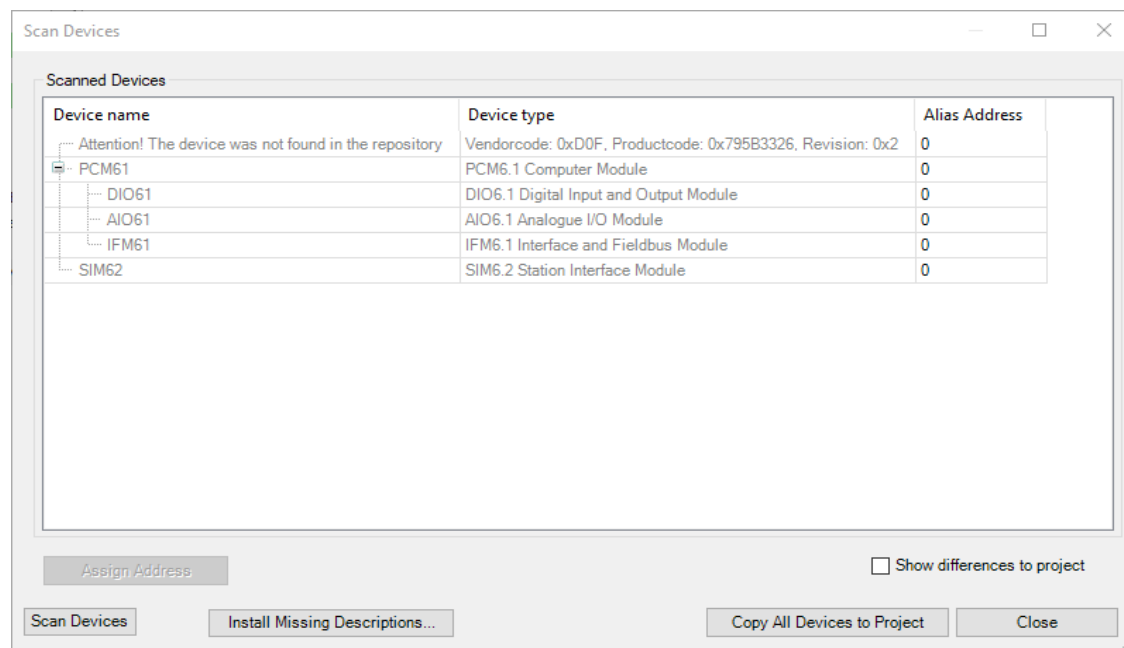 Scan Devices
Scanned Devices
Device name Device type Alias Address
Attention! The device was not found in the repository Vendorcode: 0xD0F, Productcode: 0x795B3326, Revision: 0x2 0
PCM61 PCM6.1 Computer Module 0
DIO61 DIO6.1 Digital Input and Output Module 0
AIO61 AIO6.1 Analogue I/O Module 0
IFM61 IFM6.1 Interface and Fieldbus Module 0
SIM62 SIM6.2 Station Interface Module 0
Assign Address Show differences to project
Scan Devices Install Missing Descriptions... Copy All Devices to Project Close